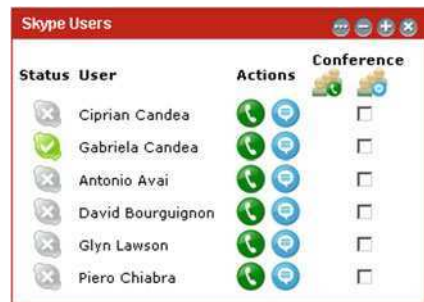 Skype Users
Conference
Status User Actions
Ciprian Candea
Gabriela Candea
Antonio Avai
David Bourguignon
Glyn Lawson
Piero Chiabra